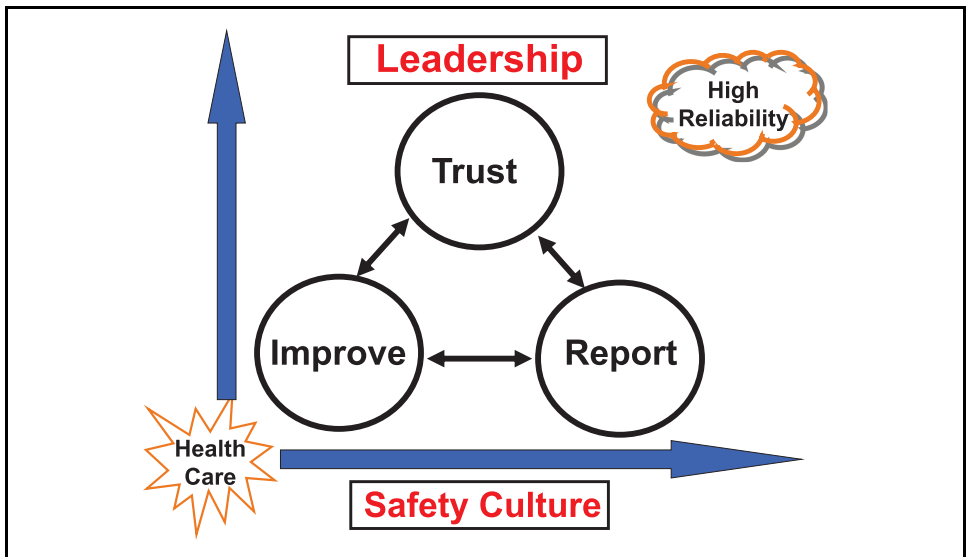 Leadership
High
Reliability
Trust
Improve
Report
Health
Care
Safety Culture